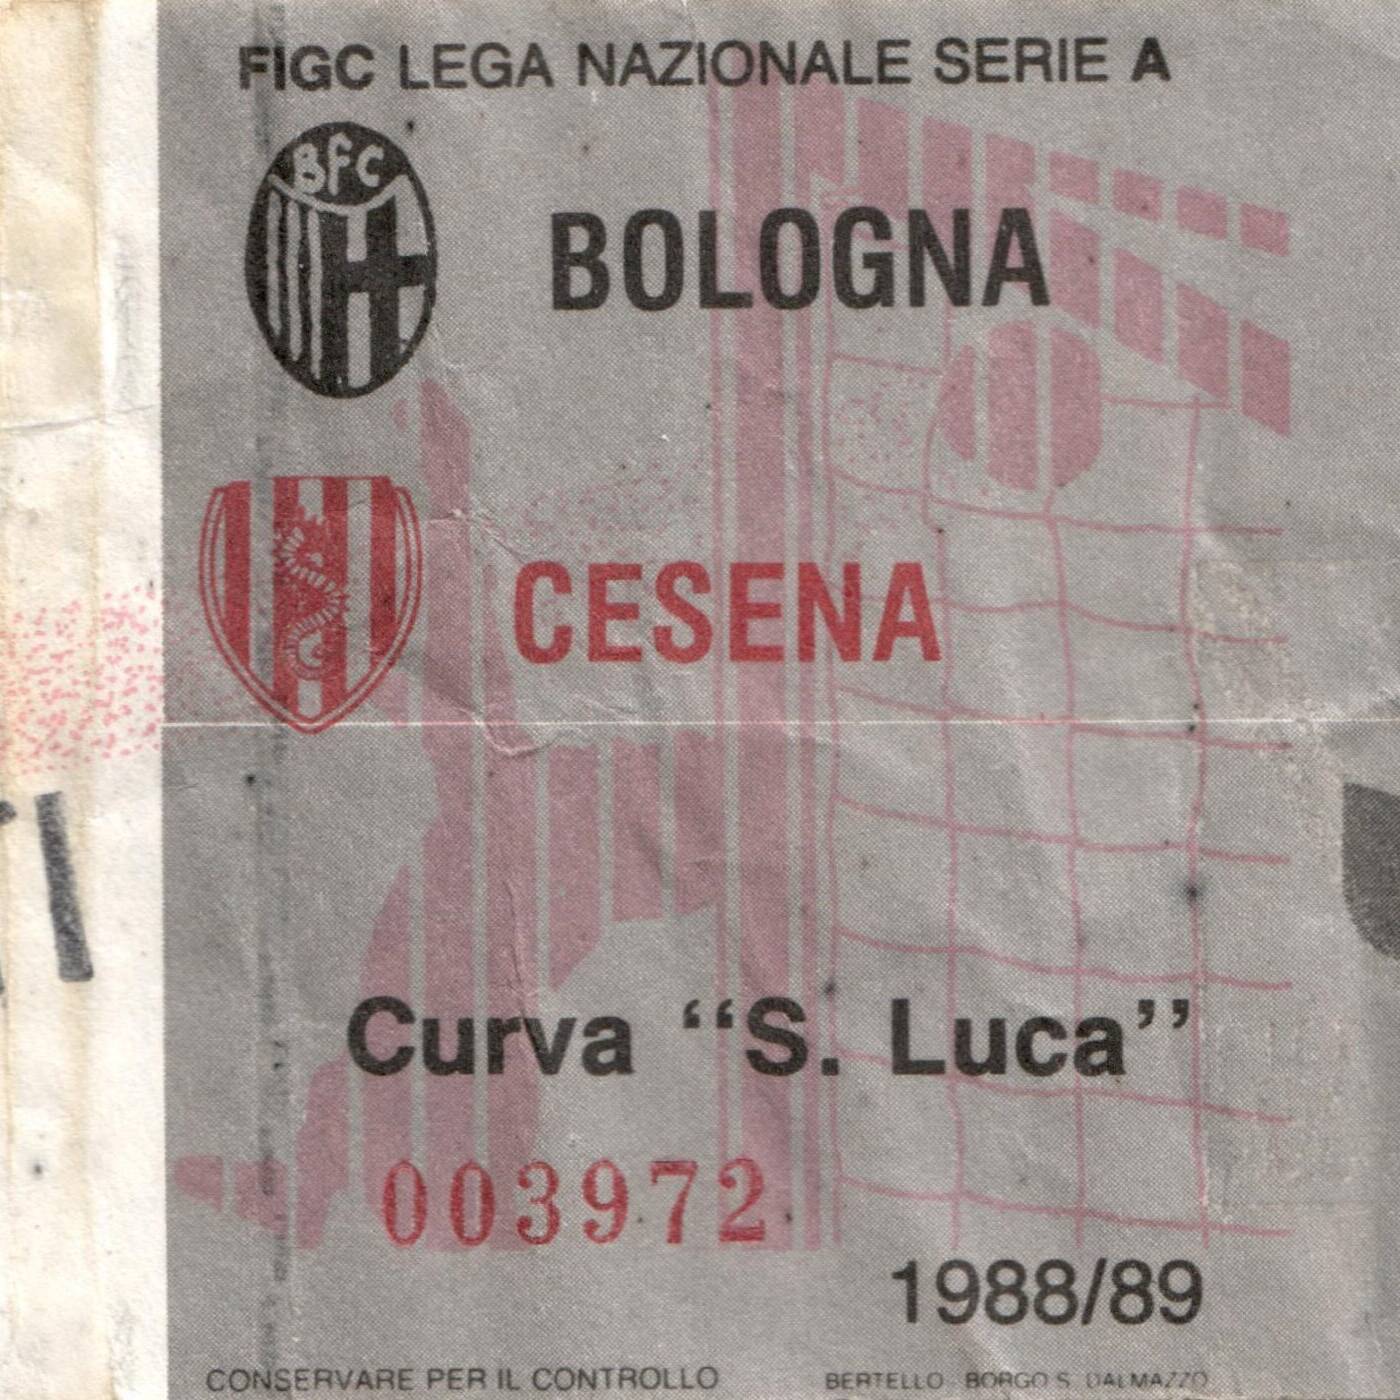 FIGC LEGA NAZIONALE SERIE A
BFC
BOLOGNA
CESENA
Curva “S. Luca”
003972
1988/89
CONSERVARE PER IL CONTROLLO
BERTELLO - BORGO S. DALMAZZO